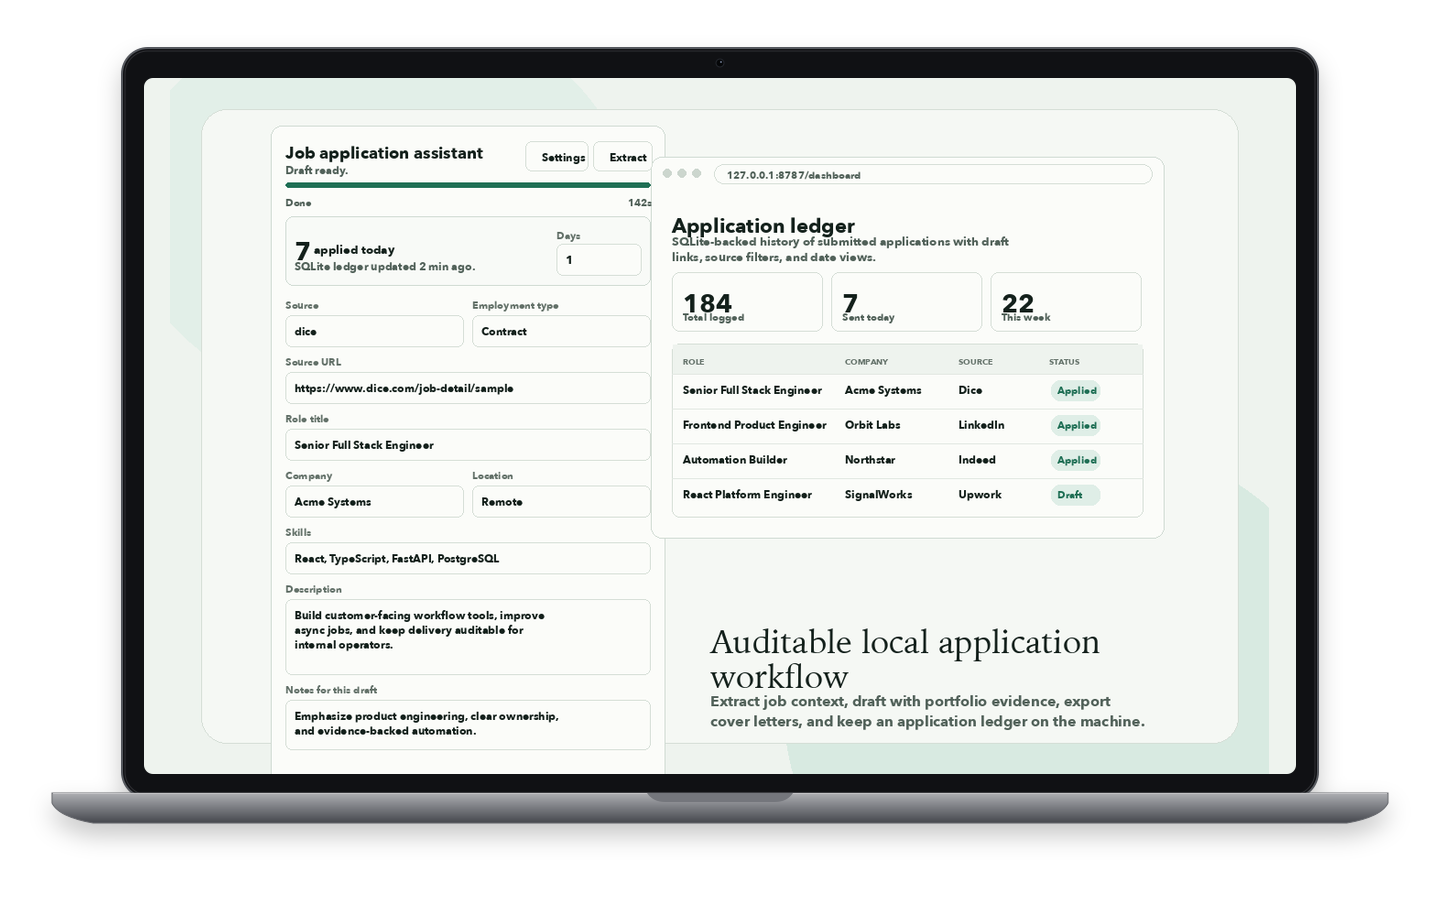 Job application assistant
Settings
Extract
Draft ready.
Done
142s
7 applied today
SQLite ledger updated 2 min ago.
Days
1
Source
Employment type
dice
Contract
Source URL
https://www.dice.com/job-detail/sample
Role title
Senior Full Stack Engineer
Company
Location
Acme Systems
Remote
Skills
React, TypeScript, FastAPI, PostgreSQL
Description
Build customer-facing workflow tools, improve
async jobs, and keep delivery auditable for
internal operators.
Notes for this draft
Emphasize product engineering, clear ownership,
and evidence-backed automation.
127.0.0.1:8787/dashboard
Application ledger
SQLite-backed history of submitted applications with draft
links, source filters, and date views.
184
Total logged
7
Sent today
22
This week
ROLE COMPANY SOURCE STATUS
Senior Full Stack Engineer Acme Systems Dice Applied
Frontend Product Engineer Orbit Labs LinkedIn Applied
Automation Builder Northstar Indeed Applied
React Platform Engineer SignalWorks Upwork Draft
Auditable local application
workflow
Extract job context, draft with portfolio evidence, export
cover letters, and keep an application ledger on the machine.